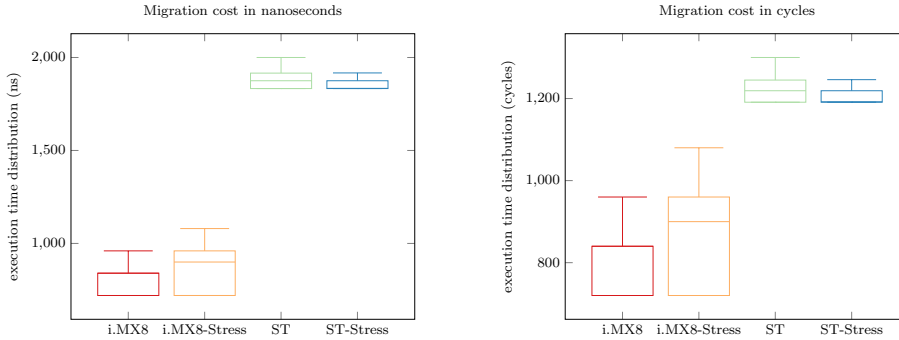 Migration cost in nanoseconds
execution time distribution (ns)
2,000
1,500
1,000
i.MX8
i.MX8-Stress
ST
ST-Stress
Migration cost in cycles
execution time distribution (cycles)
1,200
1,000
800
i.MX8
i.MX8-Stress
ST
ST-Stress